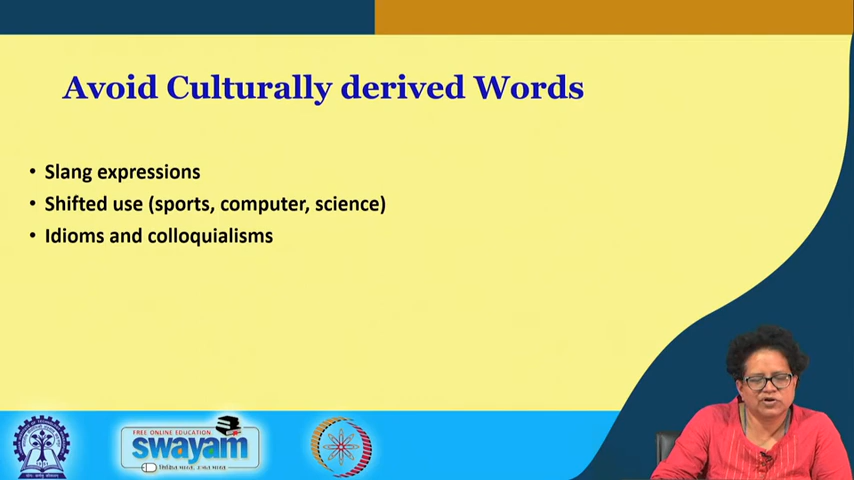 Avoid Culturally derived Words
• Slang expressions
• Shifted use (sports, computer, science)
• Idioms and colloquialisms
FREE ONLINE EDUCATION
swayam